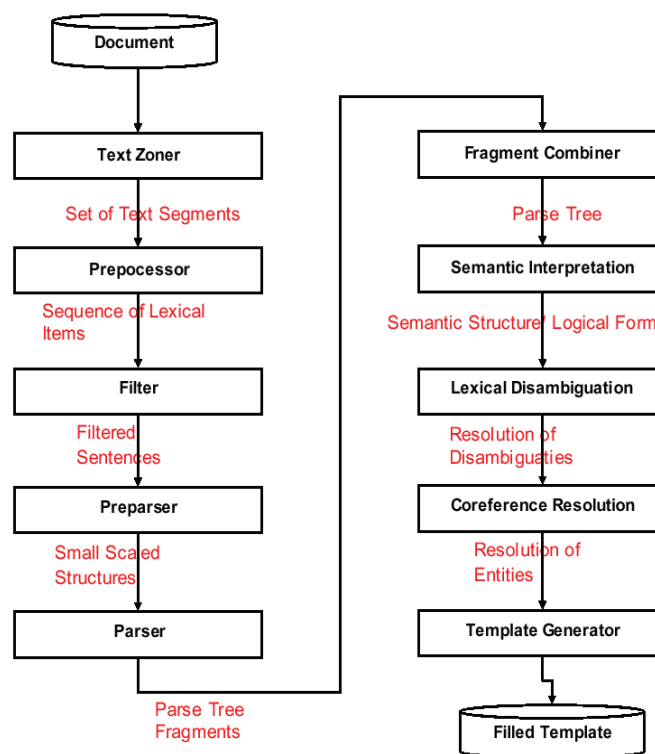 Document
Text Zoner
Set of Text Segments
Prepocessor
Sequence of Lexical
Items
Filter
Filtered
Sentences
Preparser
Small Scaled
Structures
Parser
Parse Tree
Fragments
Fragment Combiner
Parse Tree
Semantic Interpretation
Semantic Structure/ Logical Form
Lexical Disambiguation
Resolution of
Disambiguaties
Coreference Resolution
Resolution of
Entities
Template Generator
Filled Template